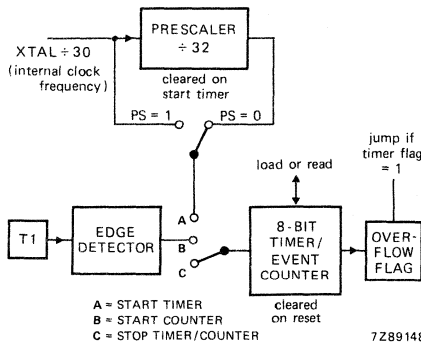 PRESCALER
÷ 32
XTAL ÷ 30
(internal clock
frequency)
cleared on
start timer
PS = 1
PS = 0
jump if
timer flag
= 1
load or read
T1
EDGE
DETECTOR
A
B
C
8-BIT
TIMER/
EVENT
COUNTER
OVER-
FLOW
FLAG
cleared
on reset
A = START TIMER
B = START COUNTER
C = STOP TIMER/COUNTER
7Z89148